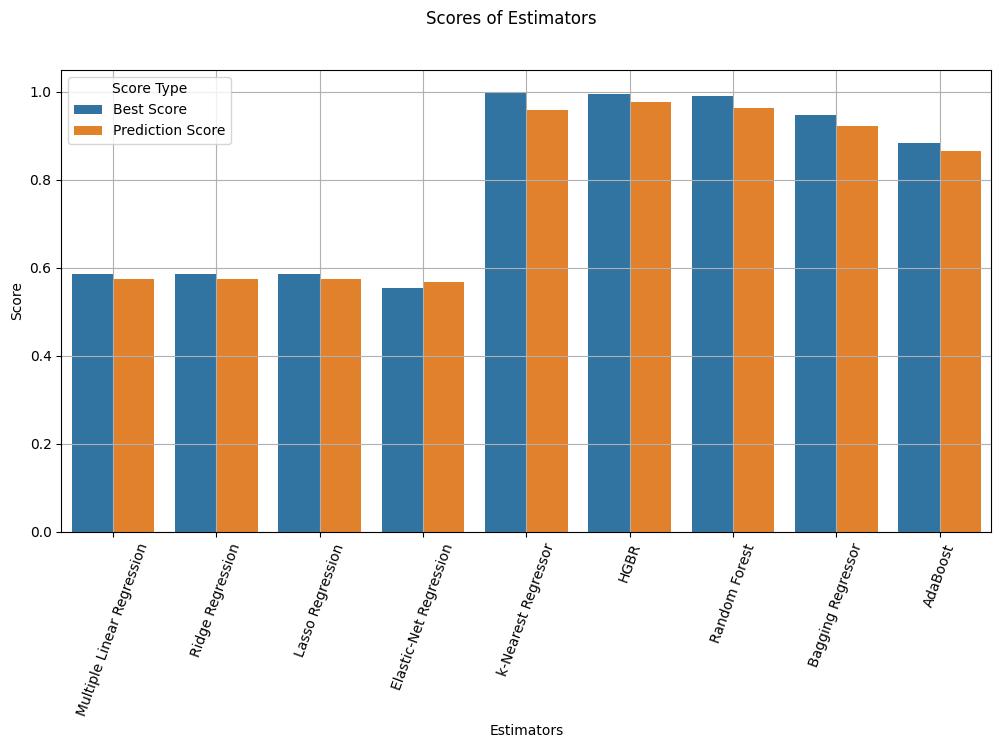 Scores of Estimators
Score Type
Best Score
Prediction Score
1.0
0.8
0.6
0.4
0.2
0.0
Score
Multiple Linear Regression
Ridge Regression
Lasso Regression
Elastic-Net Regression
k-Nearest Regressor
HGBR
Random Forest
Bagging Regressor
AdaBoost
Estimators